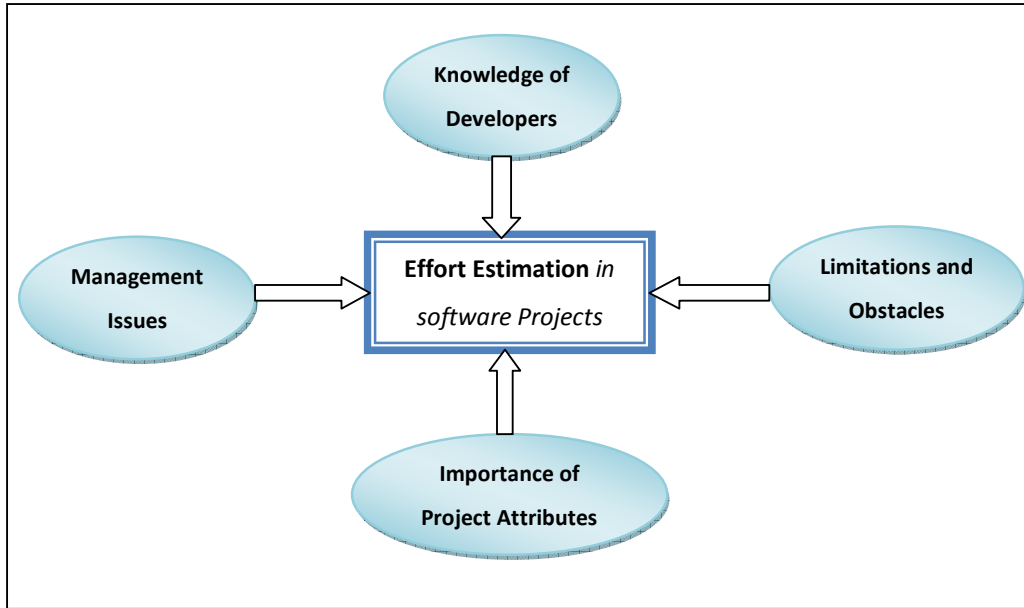 Knowledge of
Developers
Management
Issues
Effort Estimation in
software Projects
Limitations and
Obstacles
Importance of
Project Attributes